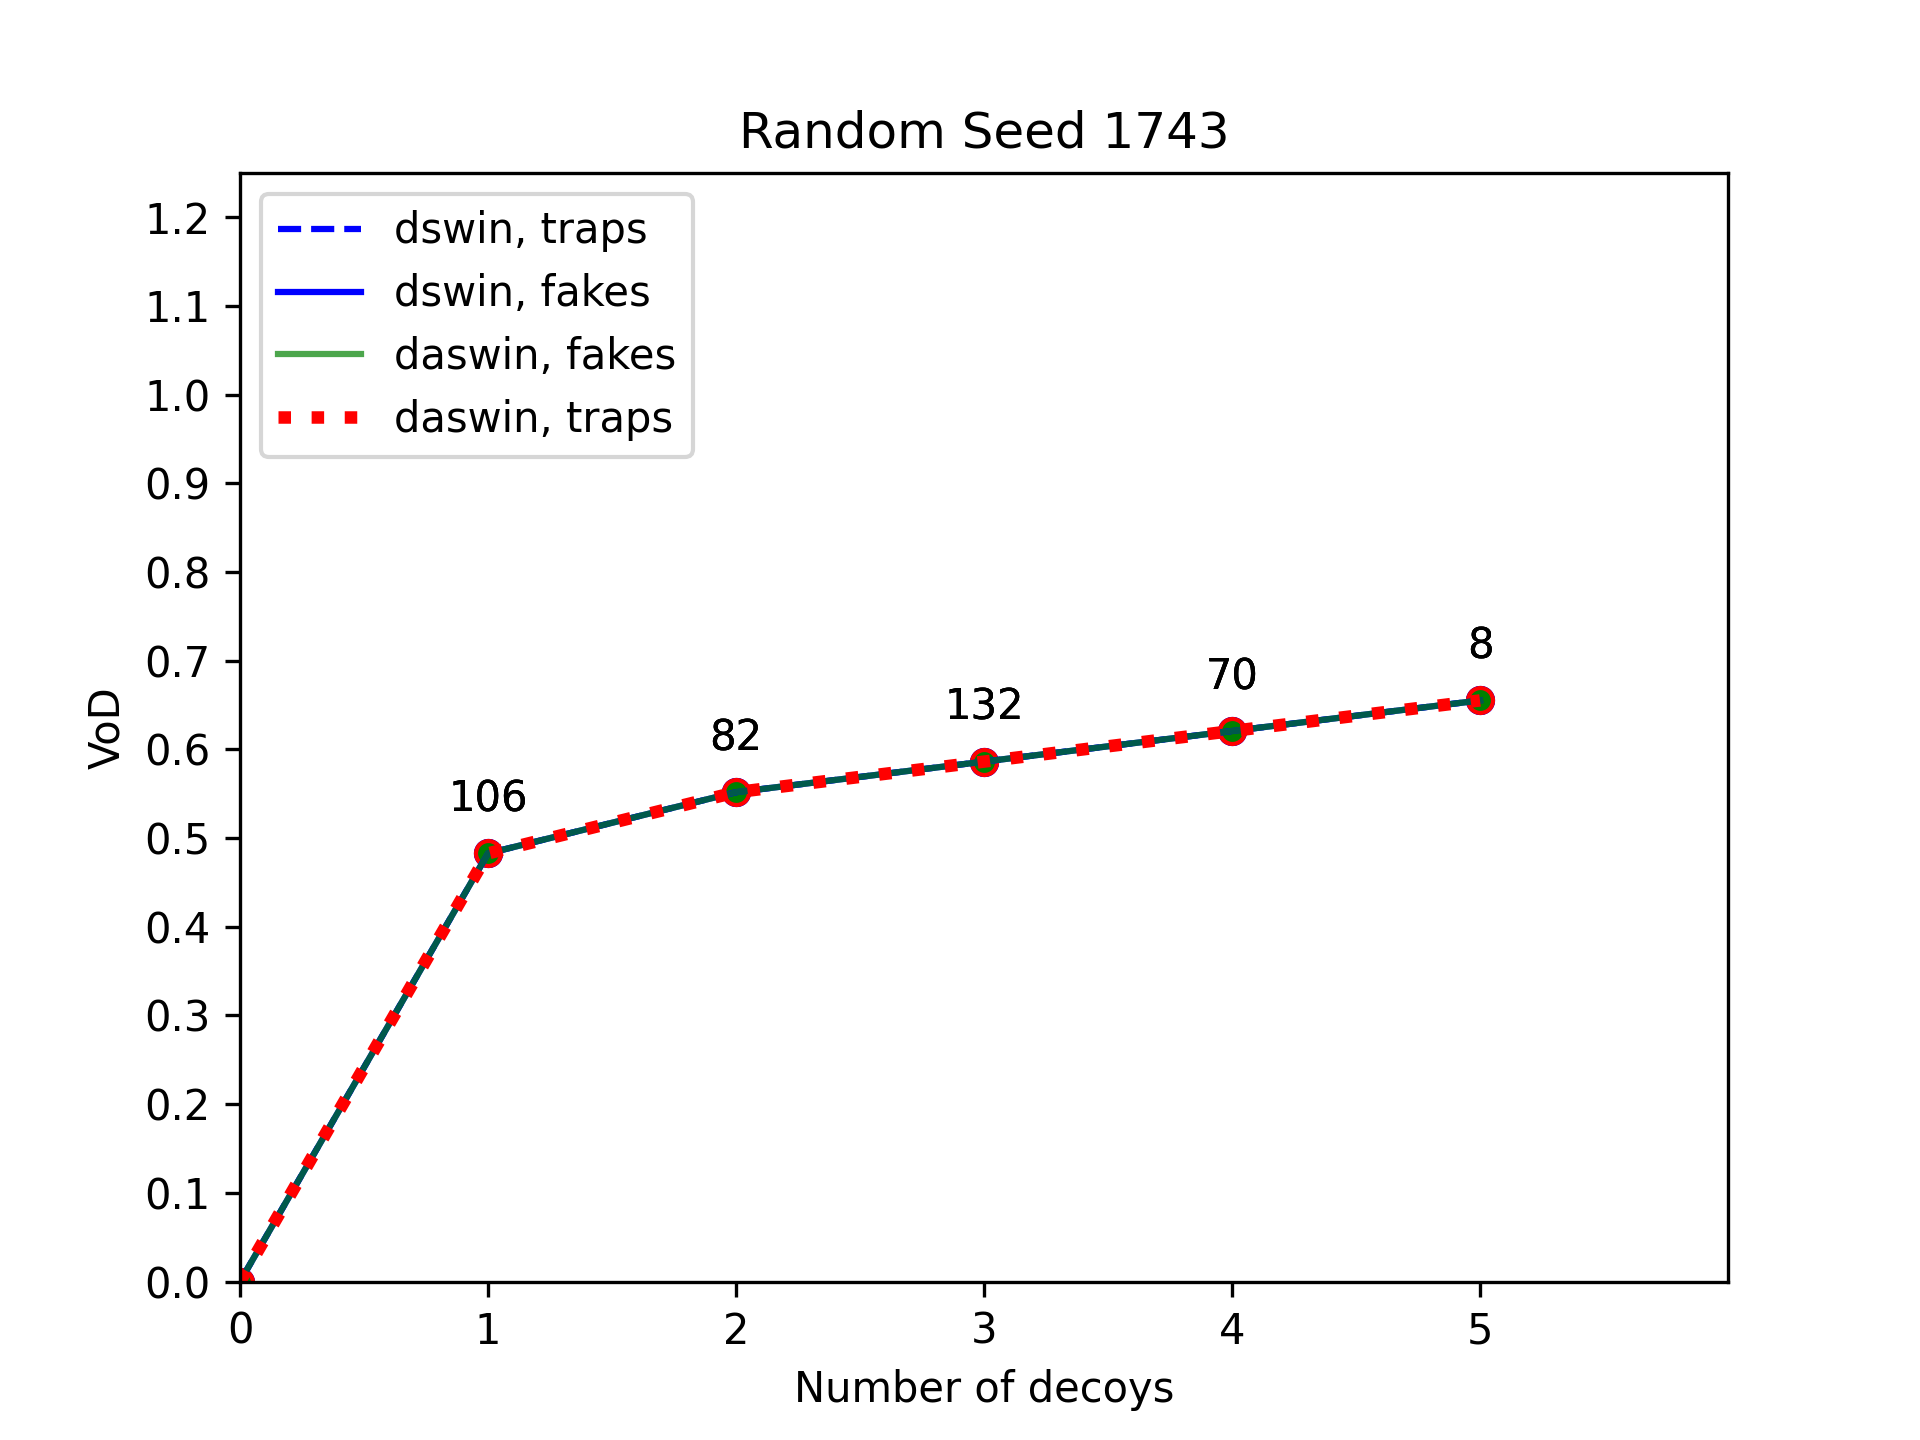 Random Seed 1743
dswin, traps
dswin, fakes
daswin, fakes
daswin, traps
1.2
1.1
1.0
0.9
0.8
0.7
0.6
0.5
0.4
0.3
0.2
0.1
0.0
VoD
106
82
132
70
8
0 1 2 3 4 5
Number of decoys